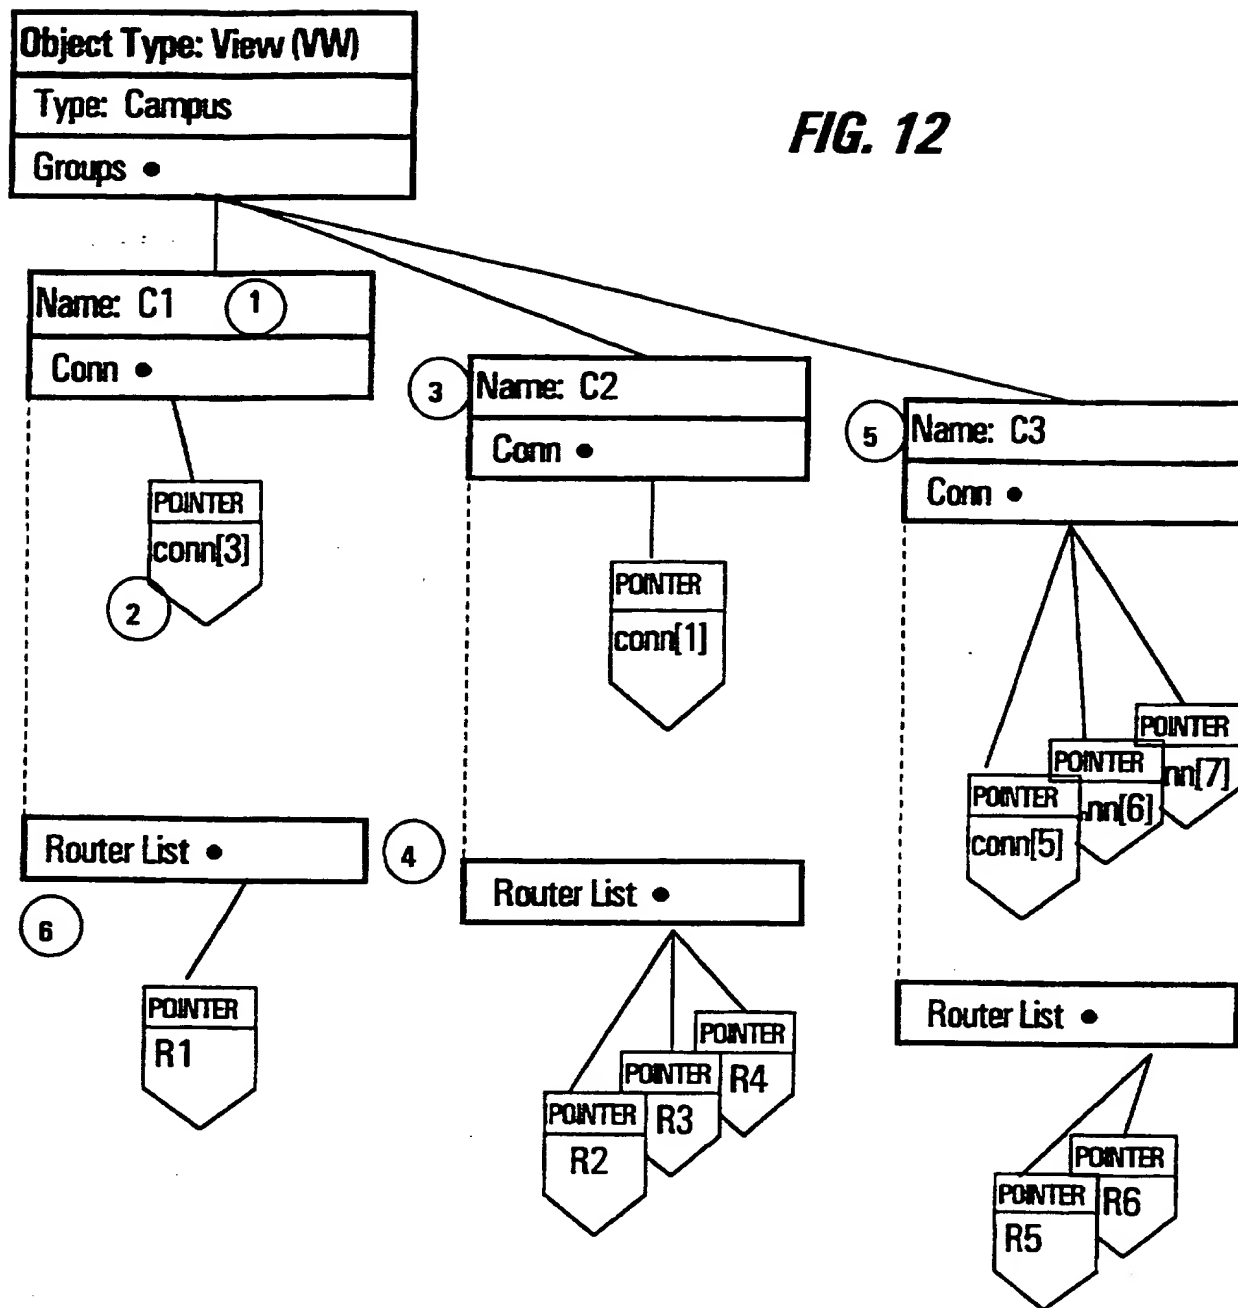 Object Type: View (VW)
Type: Campus
Groups •
FIG. 12
Name: C1
1
Conn •
3
Name: C2
Conn •
5
Name: C3
Conn •
POINTER
conn[3]
2
POINTER
conn[1]
POINTER
nn[7]
POINTER
nn[6]
POINTER
conn[5]
Router List •
4
6
Router List •
Router List •
POINTER
R1
POINTER
R4
POINTER
R3
POINTER
R2
POINTER
R6
POINTER
R5